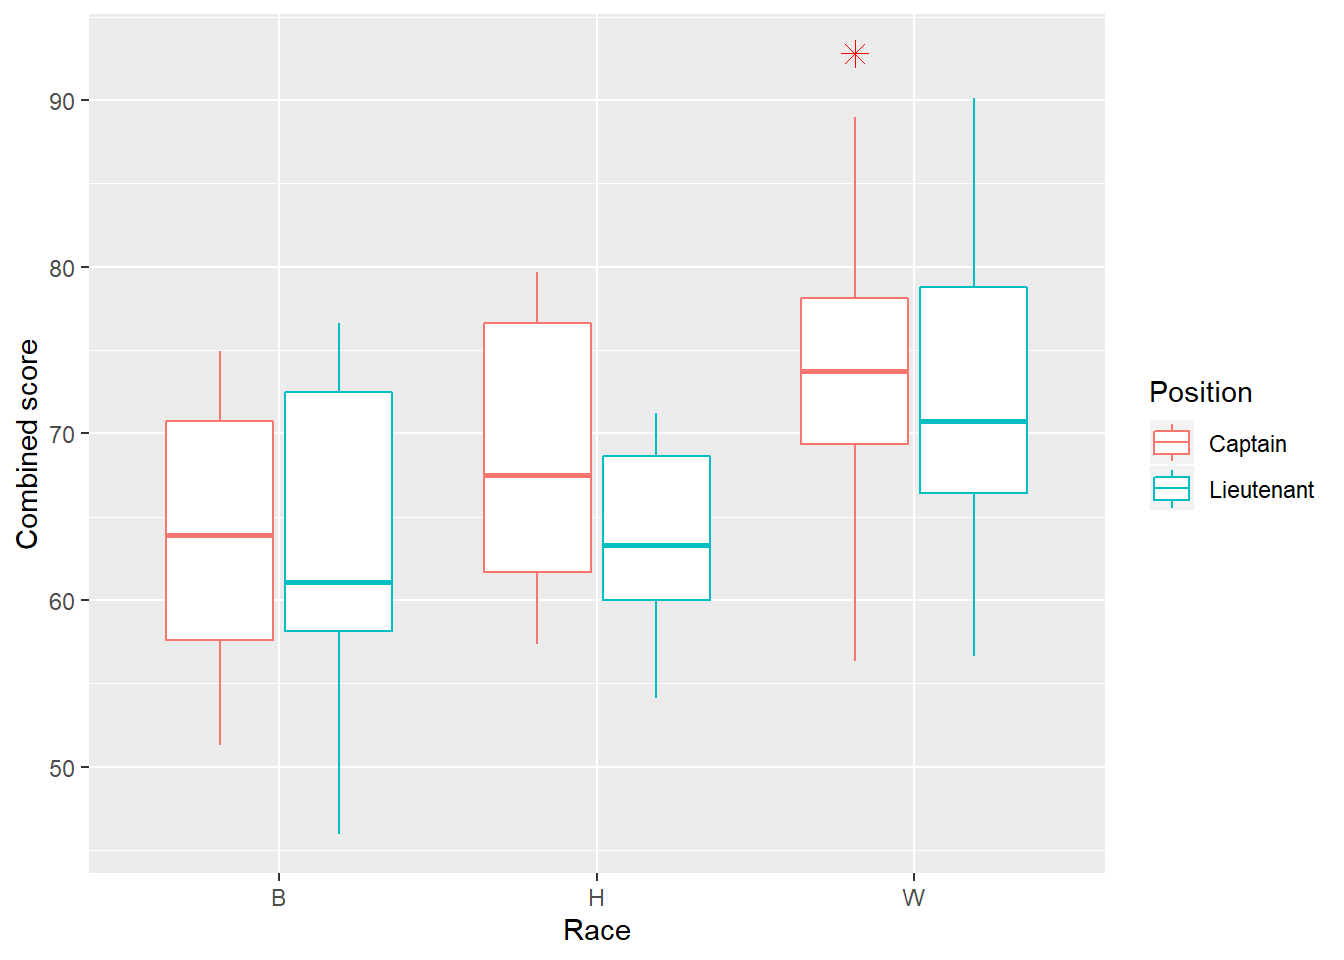 Combined score
90
80
70
60
50
B H W
Race
Position
Captain
Lieutenant